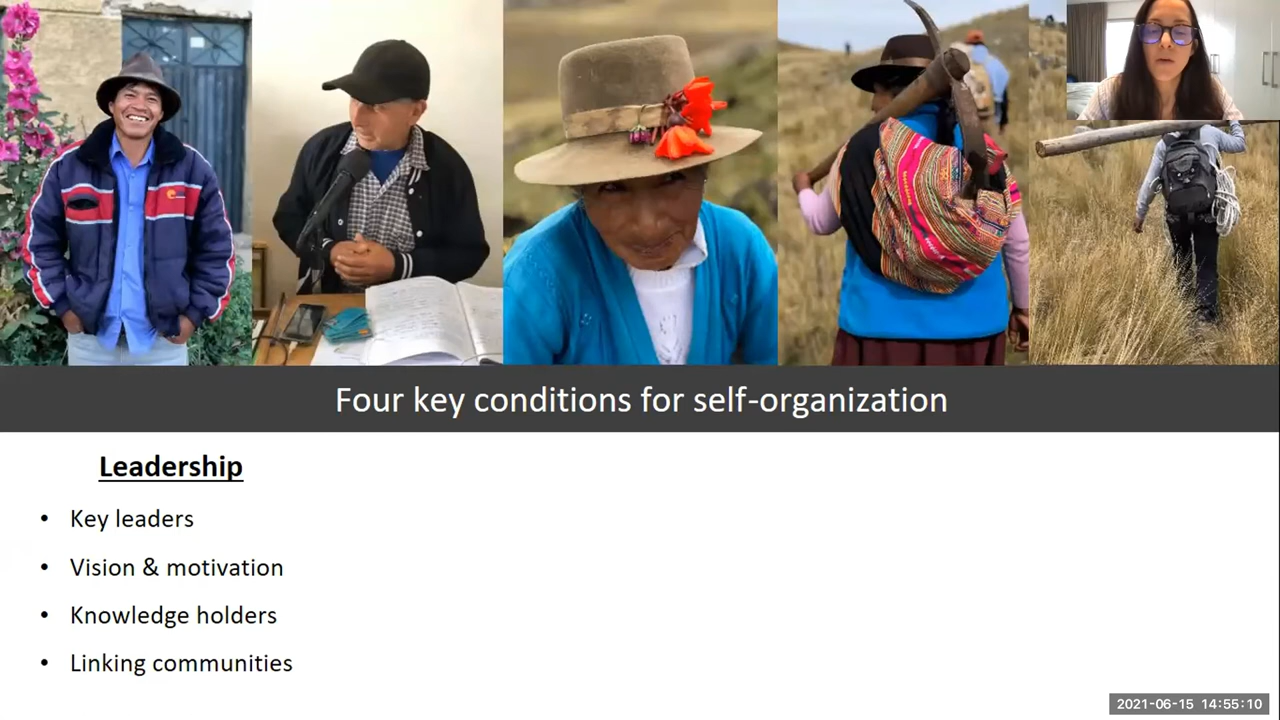 Four key conditions for self-organization
Leadership
• Key leaders
• Vision & motivation
• Knowledge holders
• Linking communities
2021-06-15 14:55:10